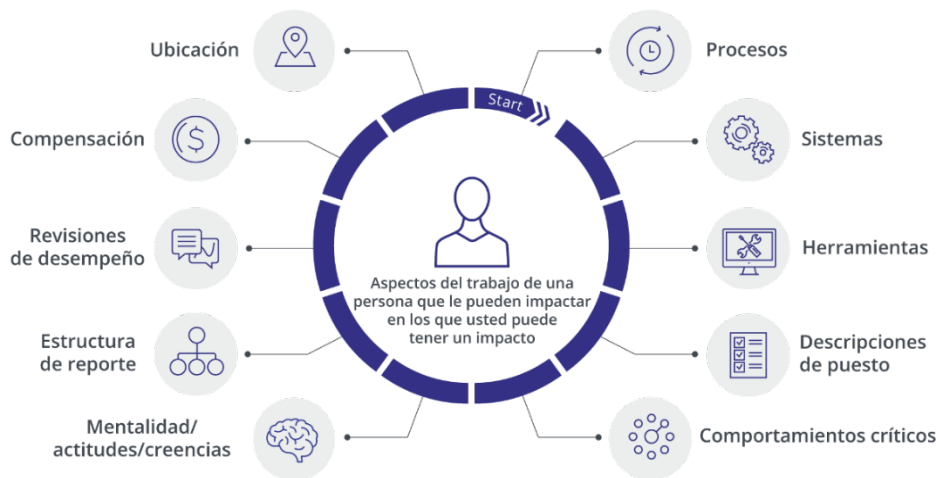 Start
Procesos
Sistemas
Herramientas
Descripciones
de puesto
Comportamientos críticos
Mentalidad/
actitudes/creencias
Estructura
de reporte
Revisiones
de desempeño
Compensación
Ubicación
Aspectos del trabajo de una
persona que le pueden impactar
en los que usted puede
tener un impacto